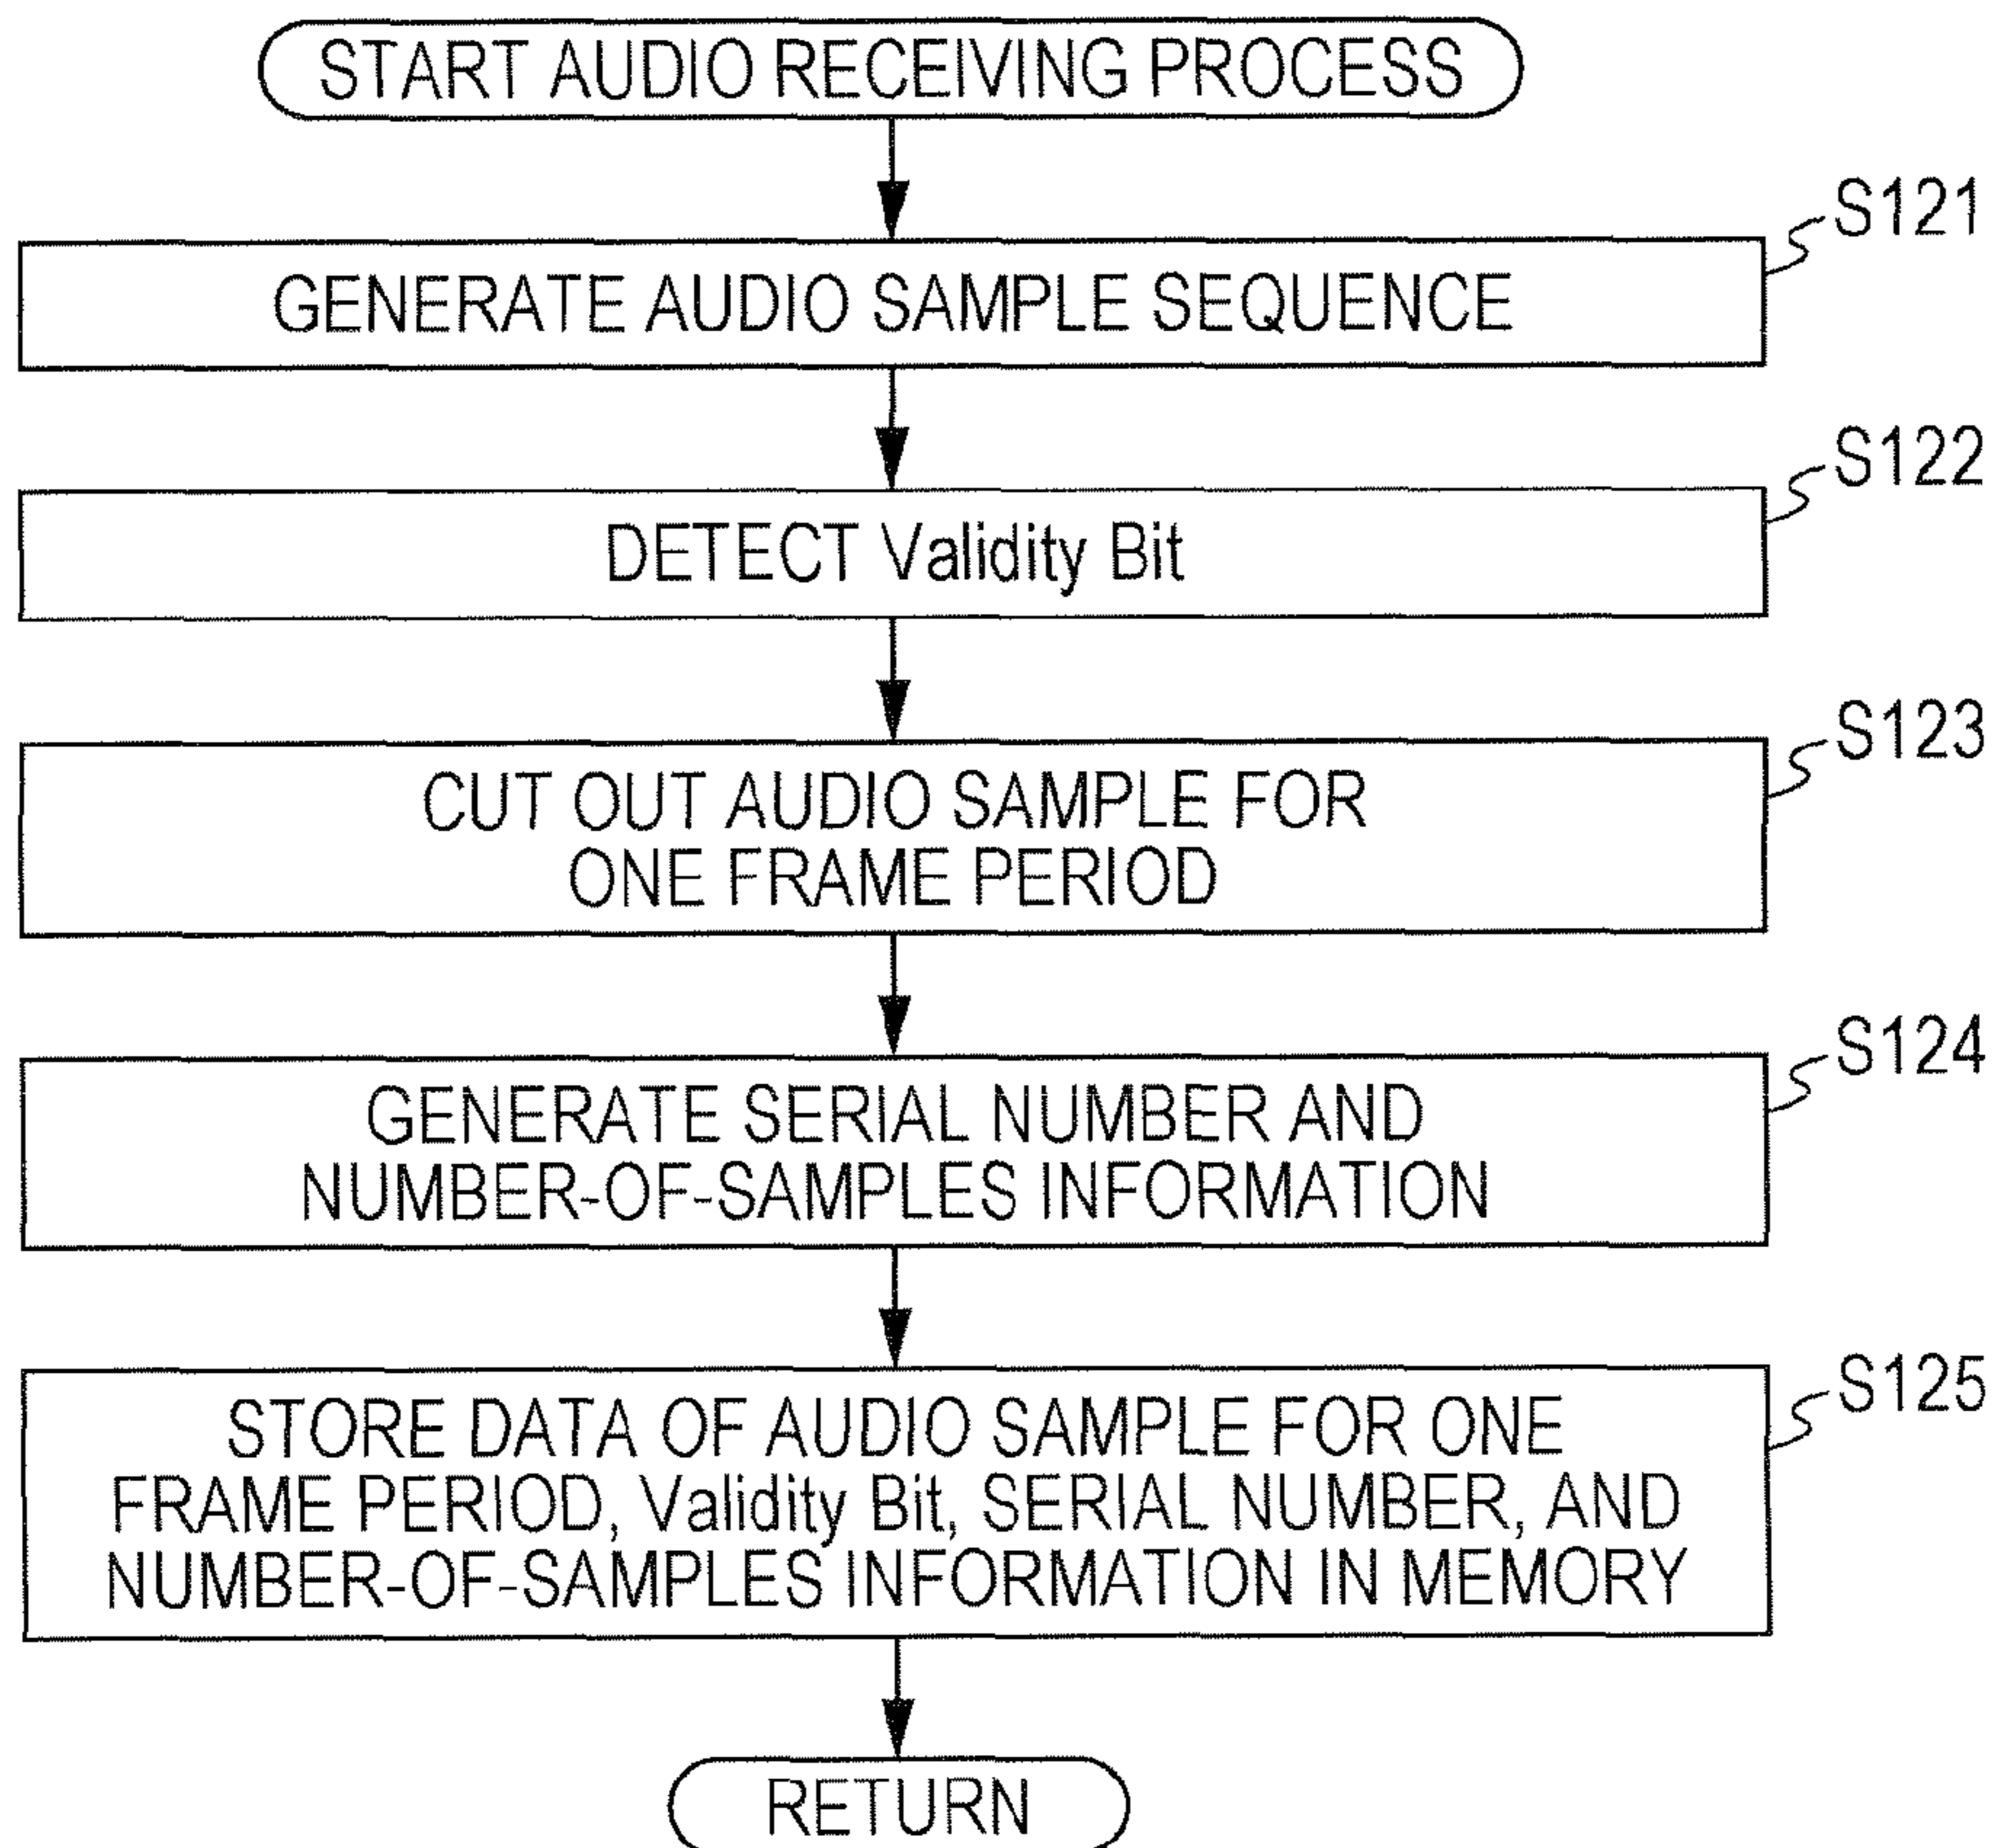 START AUDIO RECEIVING PROCESS
S121
GENERATE AUDIO SAMPLE SEQUENCE
S122
DETECT Validity Bit
S123
CUT OUT AUDIO SAMPLE FOR
ONE FRAME PERIOD
S124
GENERATE SERIAL NUMBER AND
NUMBER-OF-SAMPLES INFORMATION
S125
STORE DATA OF AUDIO SAMPLE FOR ONE
FRAME PERIOD, Validity Bit, SERIAL NUMBER, AND
NUMBER-OF-SAMPLES INFORMATION IN MEMORY
RETURN